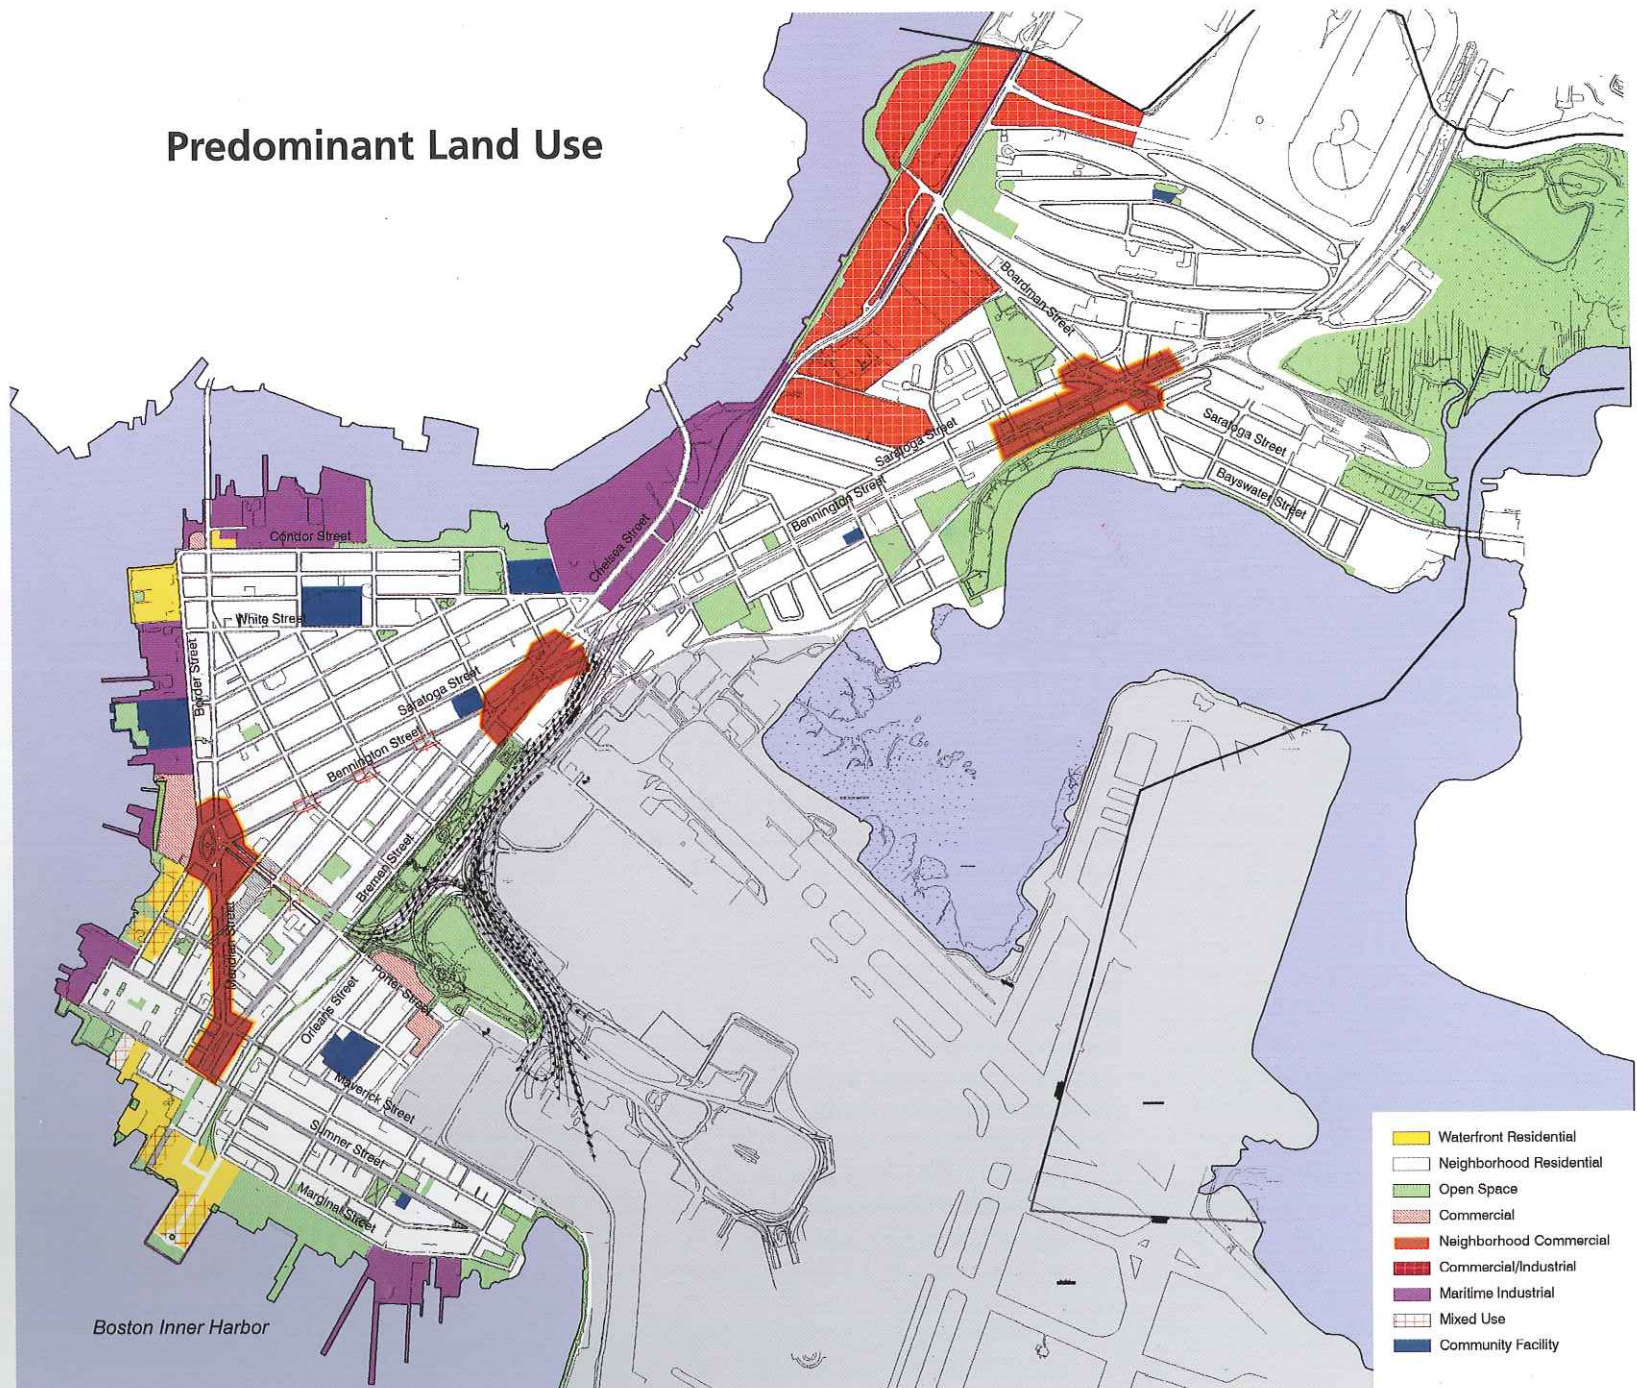 Predominant Land Use
Boardman Street
Saratoga Street
Saratoga Street
Bennington Street
Bayswater Street
Condor Street
Chelsea Street
White Street
Border Street
Saratoga Street
Bennington Street
Bremen Street
Meridian Street
Porter Street
Orleans Street
Maverick Street
Sumner Street
Marginal Street
Boston Inner Harbor
Waterfront Residential
Neighborhood Residential
Open Space
Commercial
Neighborhood Commercial
Commercial/Industrial
Maritime Industrial
Mixed Use
Community Facility